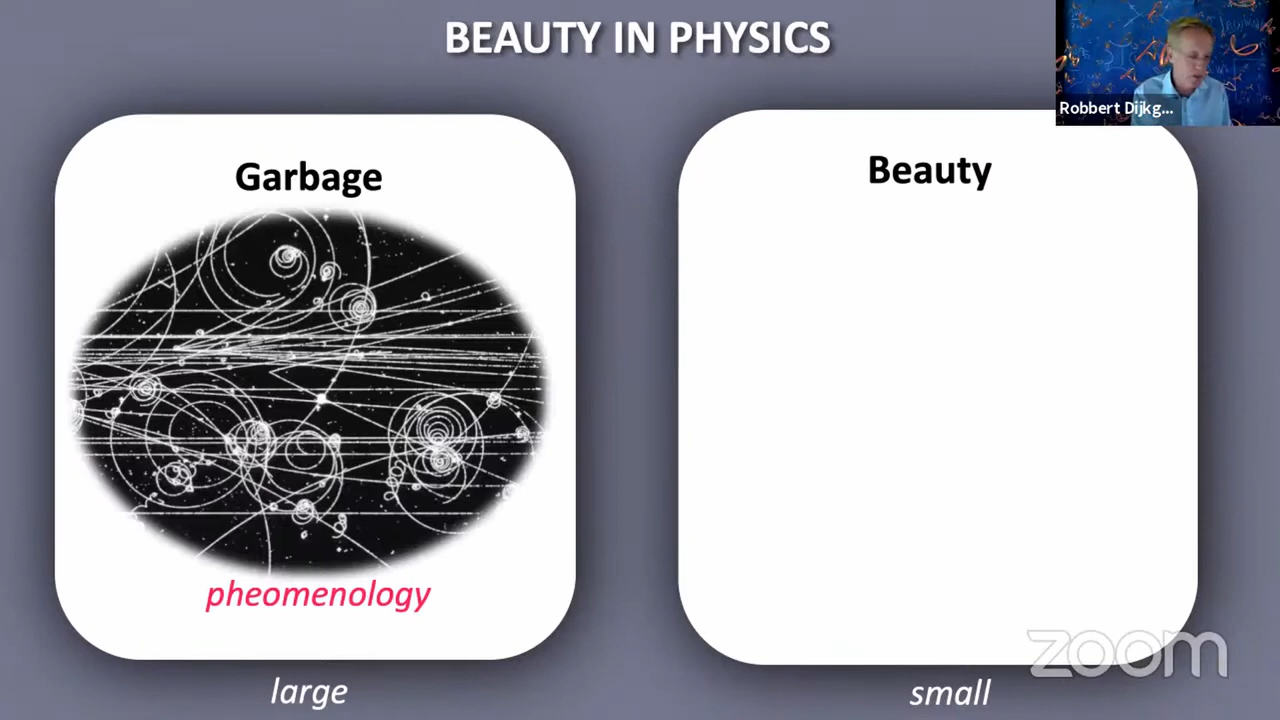 BEAUTY IN PHYSICS
Robbert Dijkg...
Garbage
Beauty
pheomenology
zoom
large
small